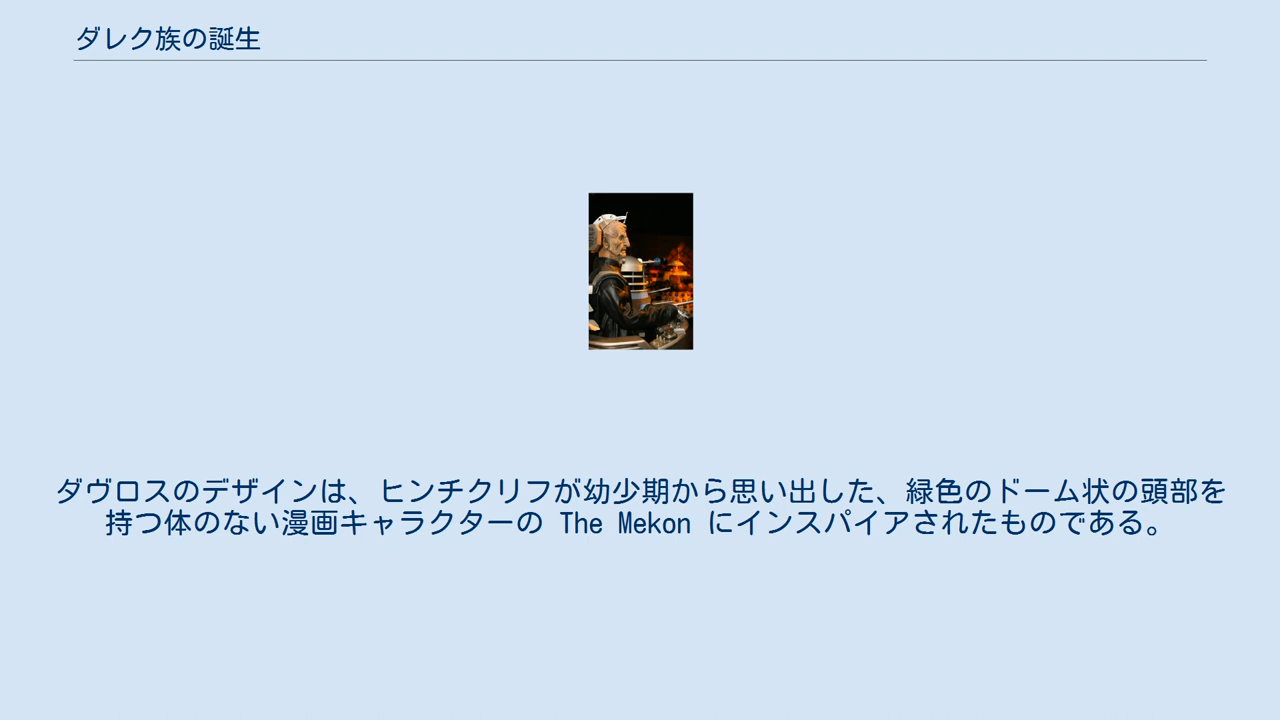 ダレク族の誕生
ダヴロスのデザインは、ヒンチクリフが幼少期から思い出した、緑色のドーム状の頭部を
持つ体のない漫画キャラクターの The Mekon にインスパイアされたものである。